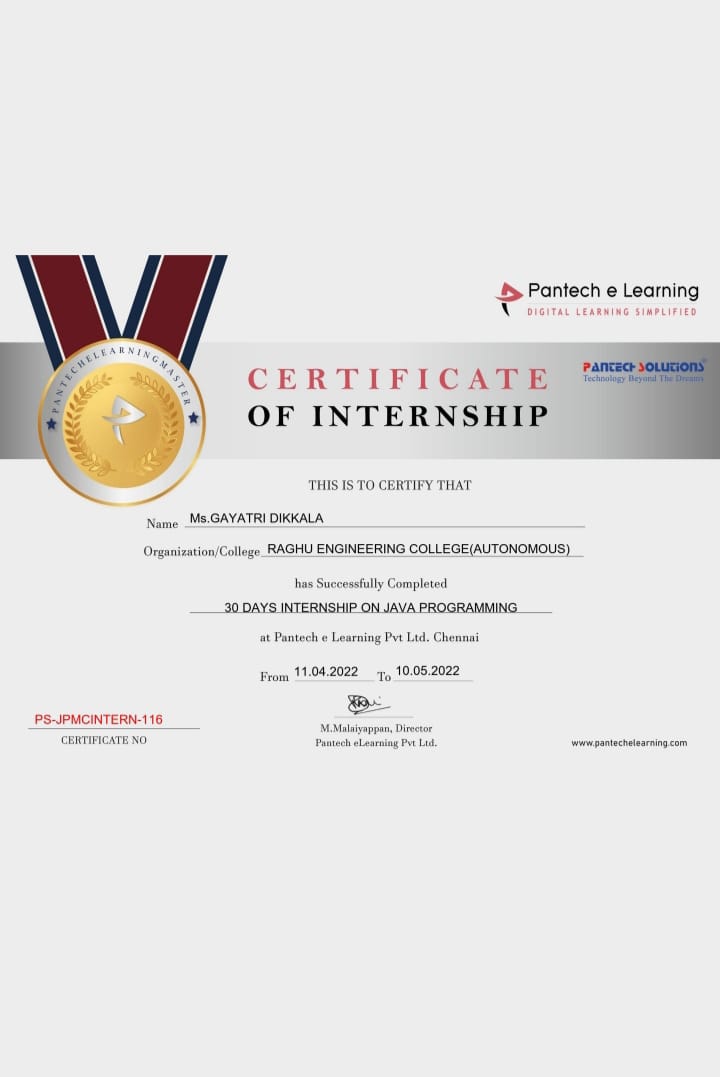 Pantech e Learning
DIGITAL LEARNING SIMPLIFIED
PANTECHELEARNINGMASTER
CERTIFICATE
OF INTERNSHIP
PANTECH SOLUTIONS®
Technology Beyond The Dreams
THIS IS TO CERTIFY THAT
Name Ms.GAYATRI DIKKALA
Organization/College RAGHU ENGINEERING COLLEGE(AUTONOMOUS)
has Successfully Completed
30 DAYS INTERNSHIP ON JAVA PROGRAMMING
at Pantech e Learning Pvt Ltd. Chennai
From 11.04.2022 To 10.05.2022
PS-JPMCINTERN-116
CERTIFICATE NO
M.Malaiyappan, Director
Pantech eLearning Pvt Ltd.
www.pantechelearning.com